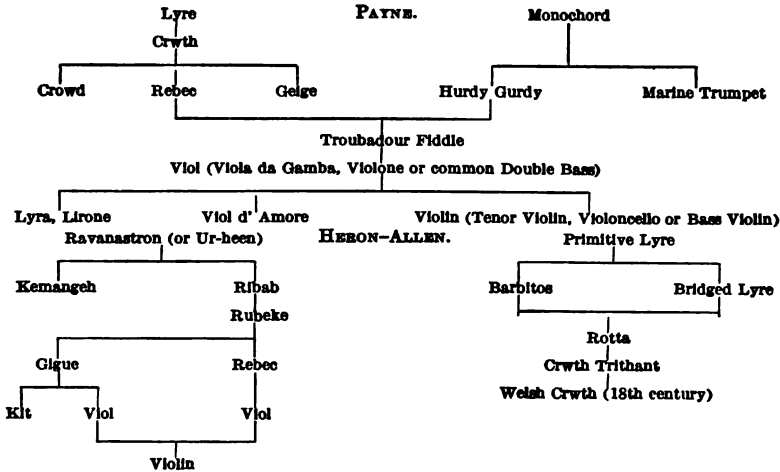 Lyre PAYNE. Monochord
Crwth
Crowd Rebec Geige Hurdy Gurdy Marine Trumpet
Troubadour Fiddle
Viol (Viola da Gamba, Violone or common Double Bass)
Lyra, Lirone Viol d' Amore Violin (Tenor Violin, Violoncello or Bass Violin)
Ravanastron (or Ur-heen) HERON-ALLEN. Primitive Lyre
Kemangeh Ribab Barbitos Bridged Lyre
Rubeke
Rotta
Gigue Rebec Crwth Trithant
Welsh Crwth (18th century)
Kit Viol Viol
Violin